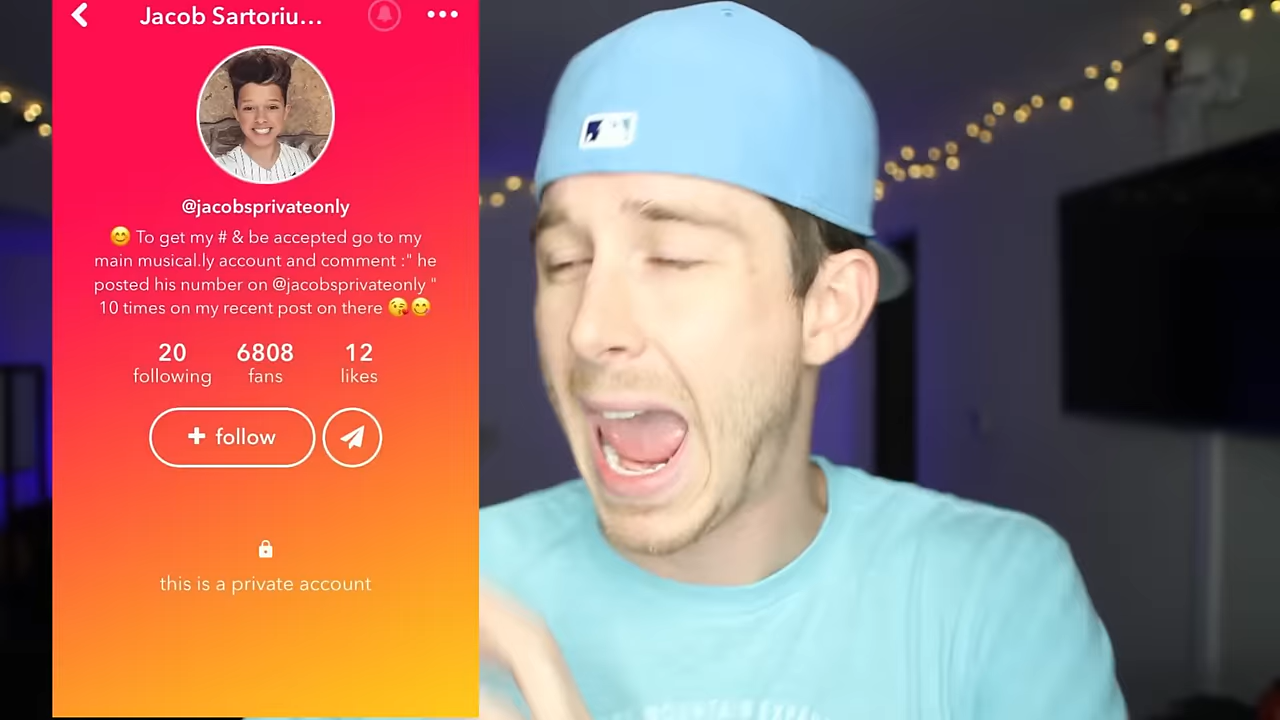 Jacob Sartoriu...
@jacobsprivateonly
😊 To get my # & be accepted go to my
main musical.ly account and comment :" he
posted his number on @jacobsprivateonly "
10 times on my recent post on there 😘😋
20 6808 12
following fans likes
+ follow
this is a private account
MOUNTAIN